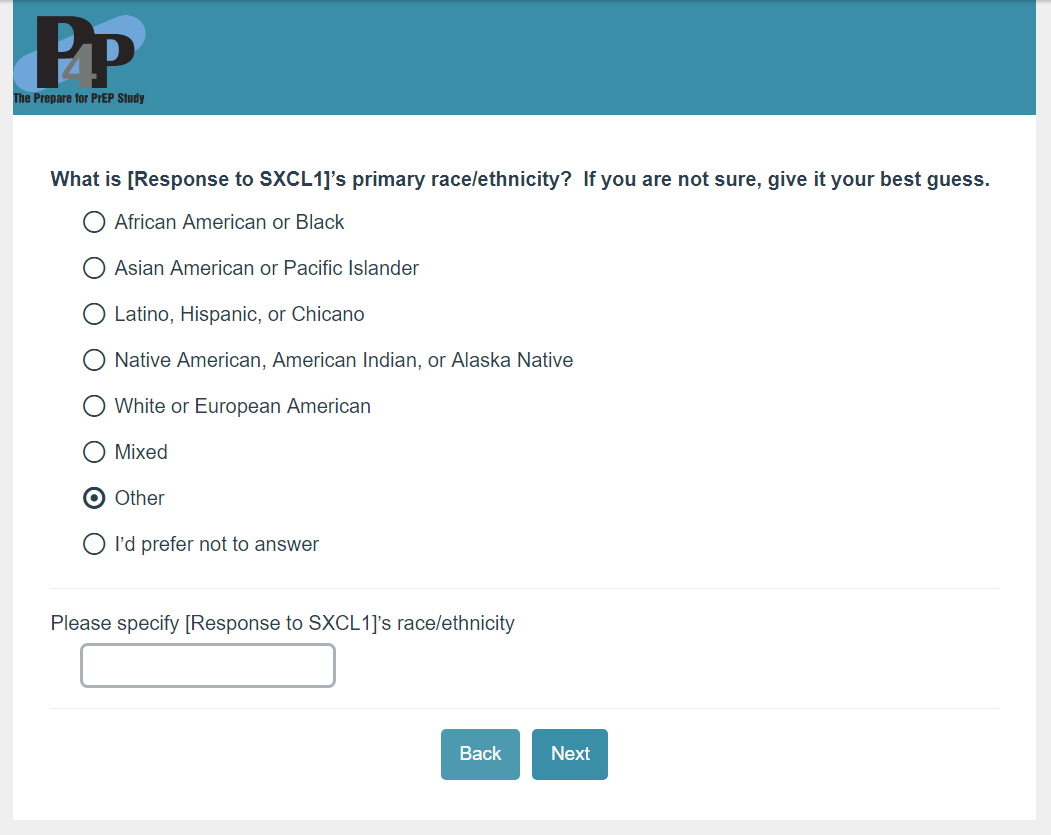 P4P
The Prepare for PrEP Study
What is [Response to SXCL1]’s primary race/ethnicity?  If you are not sure, give it your best guess.
African American or Black
Asian American or Pacific Islander
Latino, Hispanic, or Chicano
Native American, American Indian, or Alaska Native
White or European American
Mixed
Other
I’d prefer not to answer
Please specify [Response to SXCL1]’s race/ethnicity
Back
Next